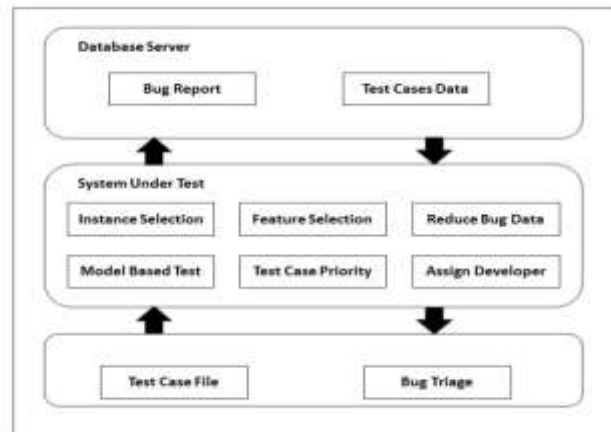 Database Server
Bug Report
Test Cases Data
System Under Test
Instance Selection
Feature Selection
Reduce Bug Data
Model Based Test
Test Case Priority
Assign Developer
Test Case File
Bug Triage